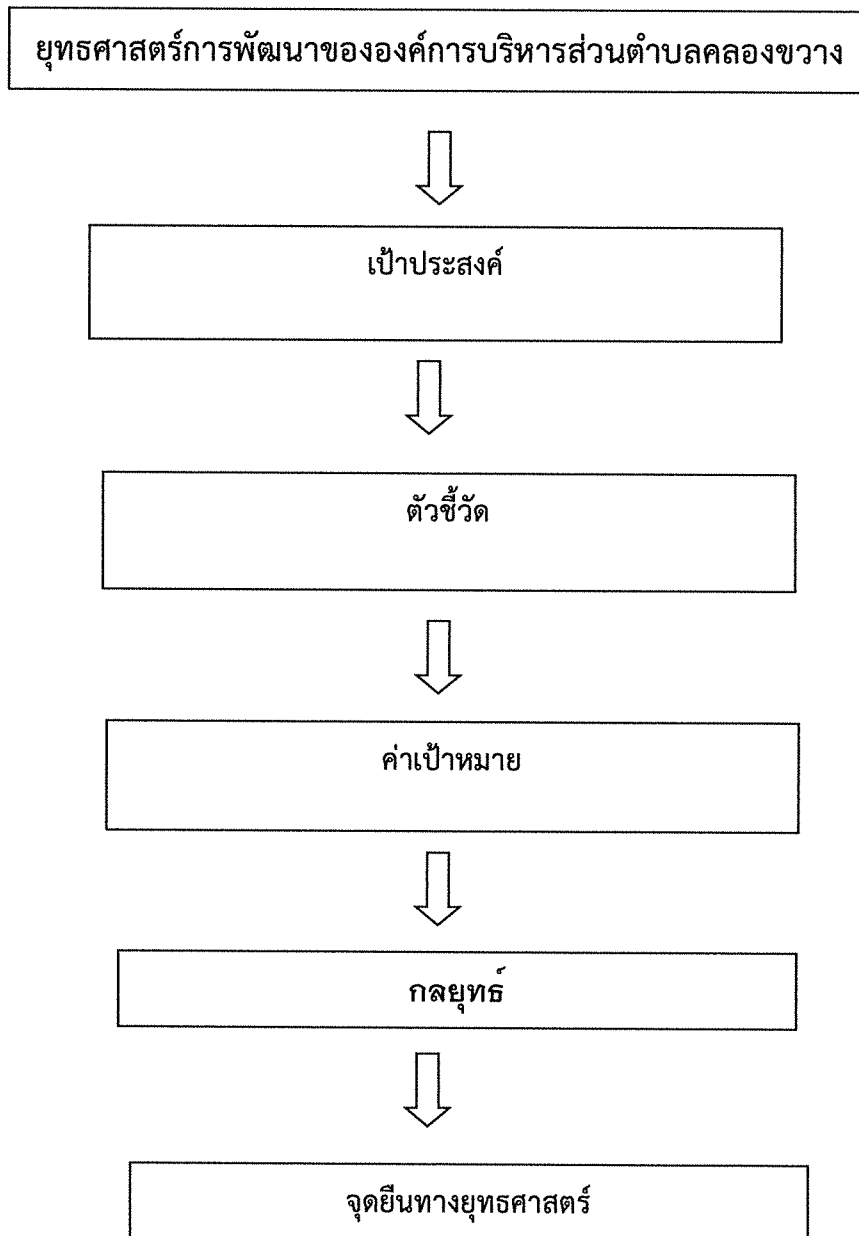 ยุทธศาสตร์การพัฒนาขององค์การบริหารส่วนตำบลคลองขวาง
เป้าประสงค์
ตัวชี้วัด
ค่าเป้าหมาย
กลยุทธ์
จุดยืนทางยุทธศาสตร์